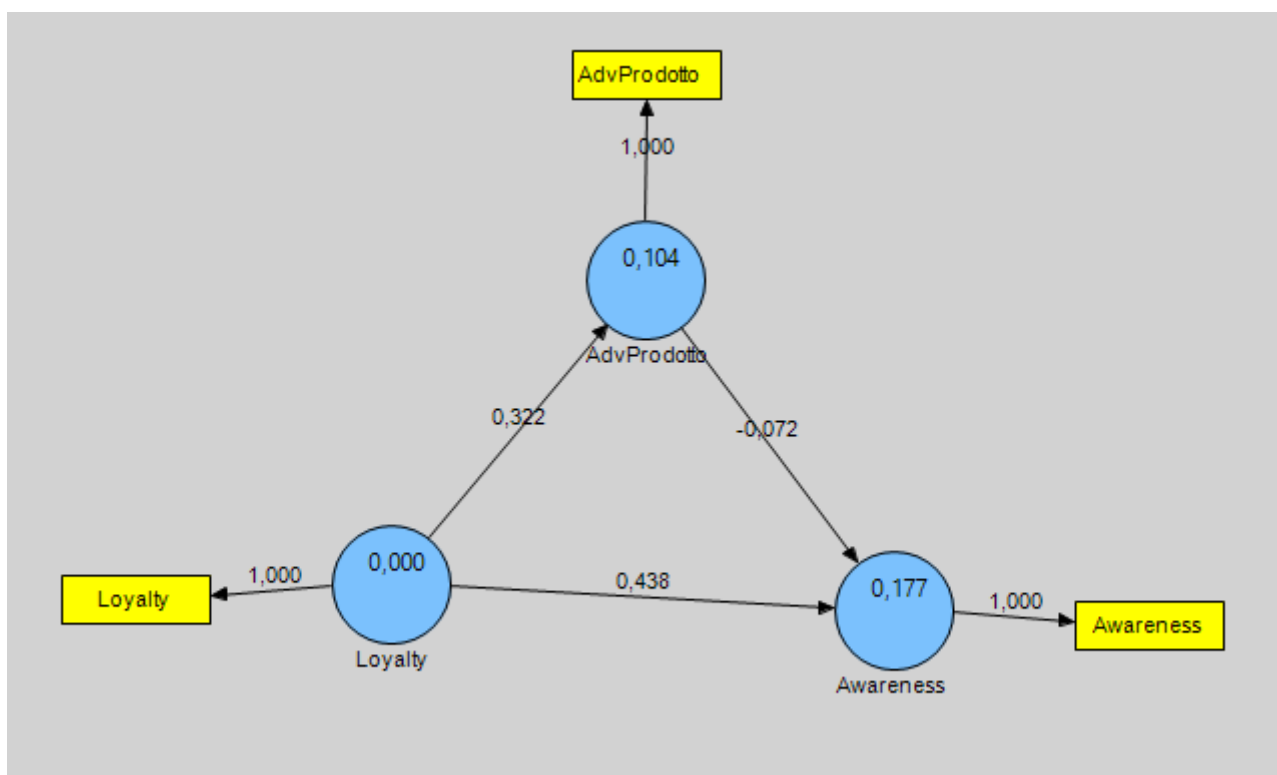 AdvProdotto
1,000
0,104
AdvProdotto
0,322
-0,072
0,000
0,177
1,000
0,438
1,000
Loyalty
Awareness
Loyalty
Awareness